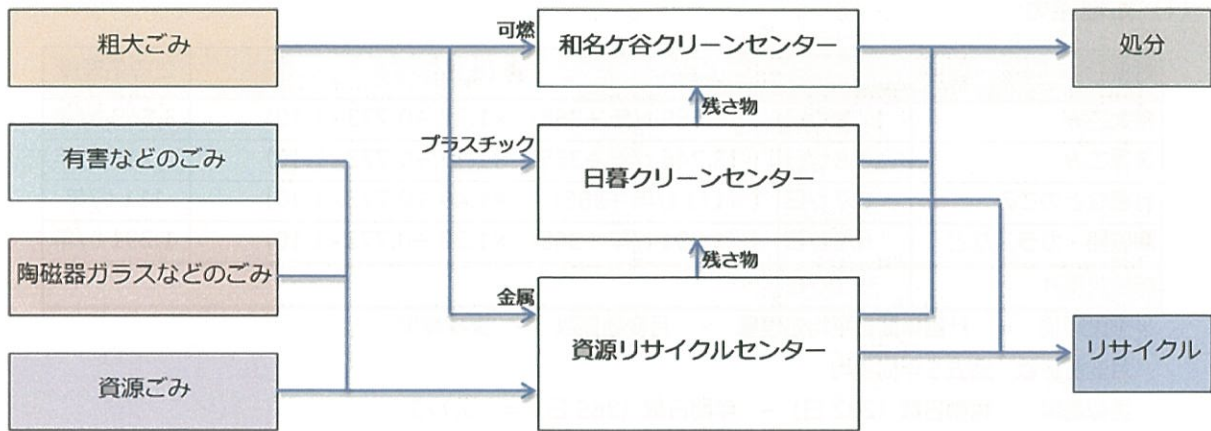 粗大ごみ
可燃
和名ケ谷クリーンセンター
処分
残さ物
有害などのごみ
プラスチック
日暮クリーンセンター
残さ物
陶磁器ガラスなどのごみ
金属
資源リサイクルセンター
リサイクル
資源ごみ